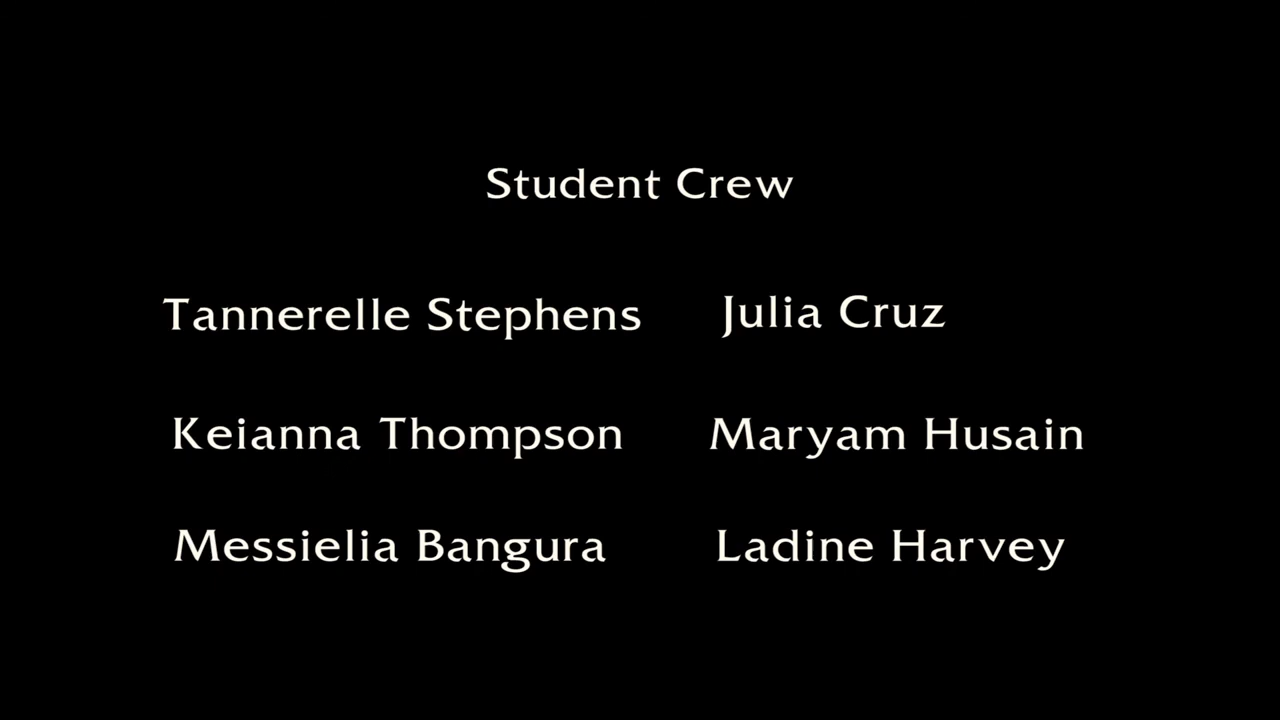 Student Crew
Tannerelle Stephens Julia Cruz
Keianna Thompson Maryam Husain
Messielia Bangura Ladine Harvey